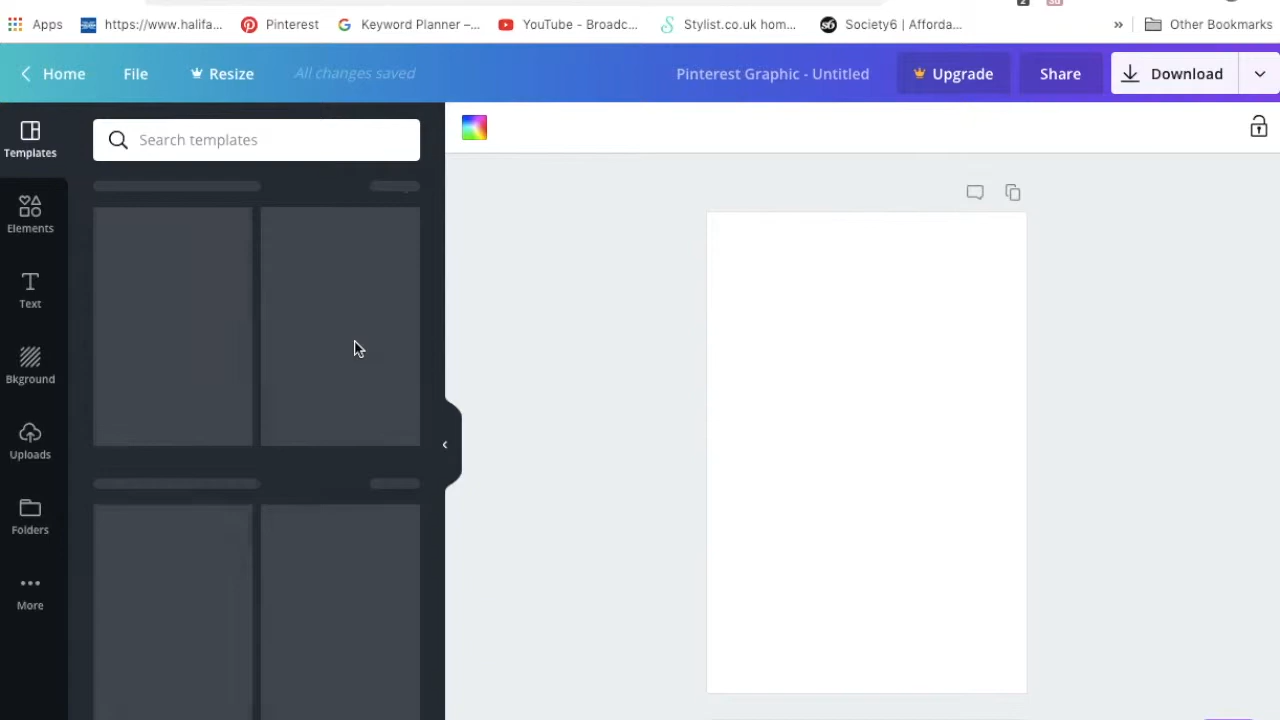 Apps https://www.halifa... Pinterest Keyword Planner –... YouTube - Broadc... Stylist.co.uk hom... Society6 | Afforda... » Other Bookmarks
Home File Resize All changes saved Pinterest Graphic - Untitled Upgrade Share Download
Search templates
Templates
Elements
Text
Bkground
Uploads
Folders
More